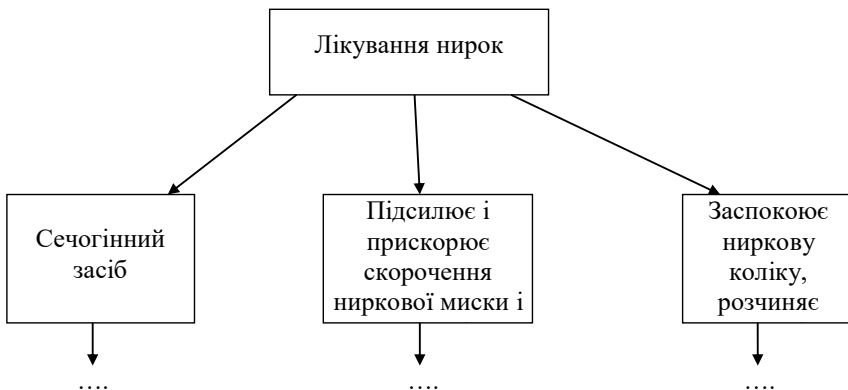 Лікування нирок
Сечогінний
засіб
Підсилює і
прискорює
скорочення
ниркової миски і
Заспокоює
ниркову
коліку,
розчиняє
….
….
….